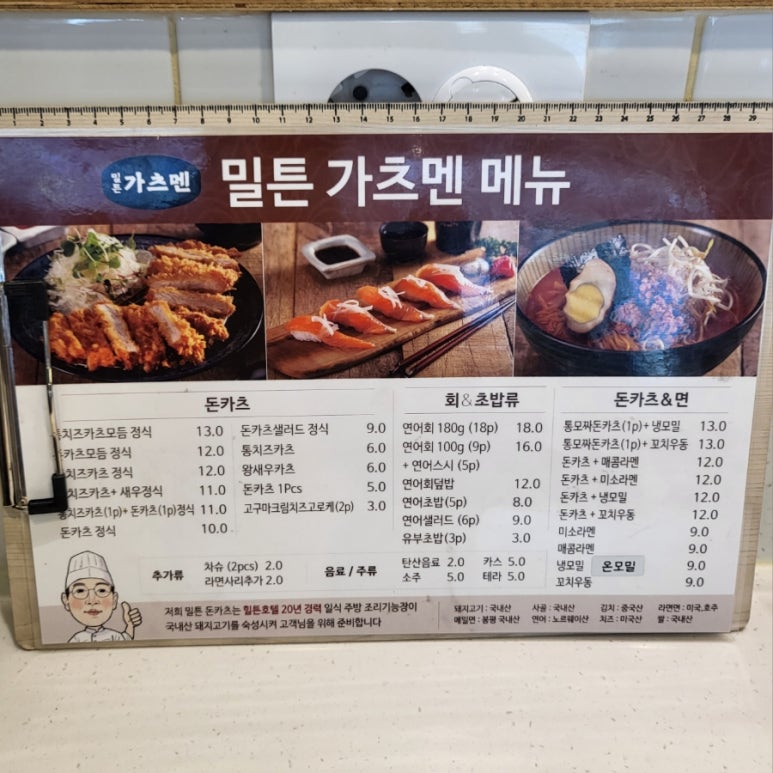 밀튼 가츠멘
밀튼 가츠멘 메뉴
돈카츠
치즈카츠모듬 정식 13.0
카츠모듬 정식 12.0
치즈카츠 정식 12.0
치즈카츠 + 새우정식 11.0
치즈카츠(1p) + 돈카츠(1p)정식 11.0
돈카츠 정식 10.0
돈카츠샐러드 정식 9.0
통치즈카츠 6.0
왕새우카츠 6.0
돈카츠 1Pcs 5.0
고구마크림치즈고로케(2p) 3.0
회&초밥류
연어회 180g (18p) 18.0
연어회 100g (9p) 16.0
+ 연어스시 (5p)
연어회덮밥 12.0
연어초밥(5p) 8.0
연어샐러드 (6p) 9.0
유부초밥(3p) 3.0
돈카츠&면
통모짜돈카츠(1p) + 냉모밀 13.0
통모짜돈카츠(1p) + 꼬치우동 13.0
돈카츠 + 매콤라멘 12.0
돈카츠 + 미소라멘 12.0
돈카츠 + 냉모밀 12.0
돈카츠 + 꼬치우동 12.0
미소라멘 9.0
매콤라멘 9.0
냉모밀 온모밀 9.0
꼬치우동 9.0
추가류
차슈 (2pcs) 2.0
라면사리추가 2.0
음료 / 주류
탄산음료 2.0 카스 5.0
소주 5.0 테라 5.0
저희 밀튼 돈카츠는 힐튼호텔 20년 경력 일식 주방 조리기능장이
국내산 돼지고기를 숙성시켜 고객님을 위해 준비합니다
돼지고기 : 국내산 사골 : 국내산 김치 : 중국산 라면면 : 미국,호주
메밀면 : 봉평 국내산 연어 : 노르웨이산 치즈 : 미국산 쌀 : 국내산